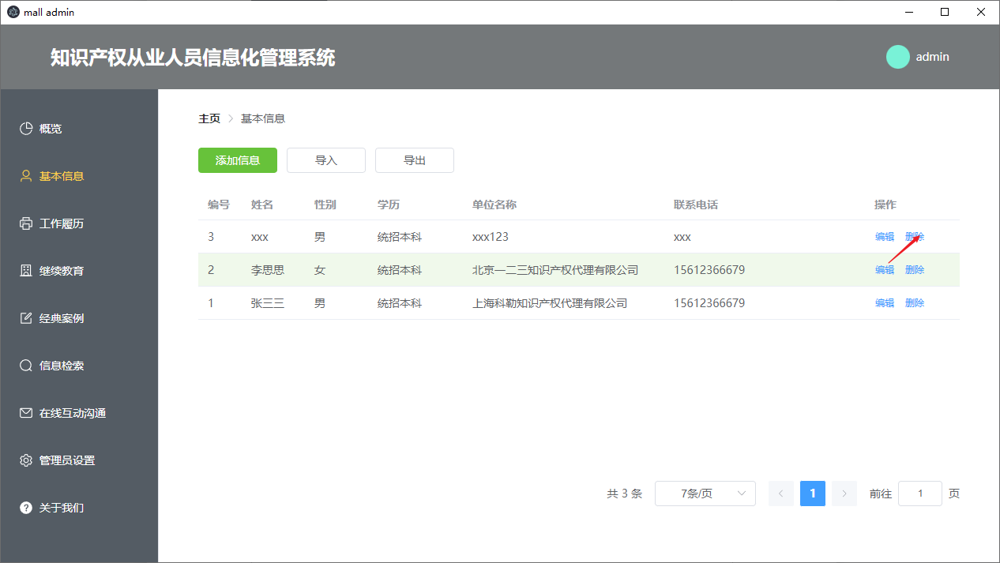 mall admin
知识产权从业人员信息化管理系统
admin
概览
基本信息
工作履历
继续教育
经典案例
信息检索
在线互动沟通
管理员设置
关于我们
主页 基本信息
添加信息 导入 导出
编号 姓名 性别 学历 单位名称 联系电话 操作
3 xxx 男 统招本科 xxx123 xxx 编辑 删除
2 李思思 女 统招本科 北京一二三知识产权代理有限公司 15612366679 编辑 删除
1 张三三 男 统招本科 上海科勒知识产权代理有限公司 15612366679 编辑 删除
共 3 条 7条/页 1 前往 1 页